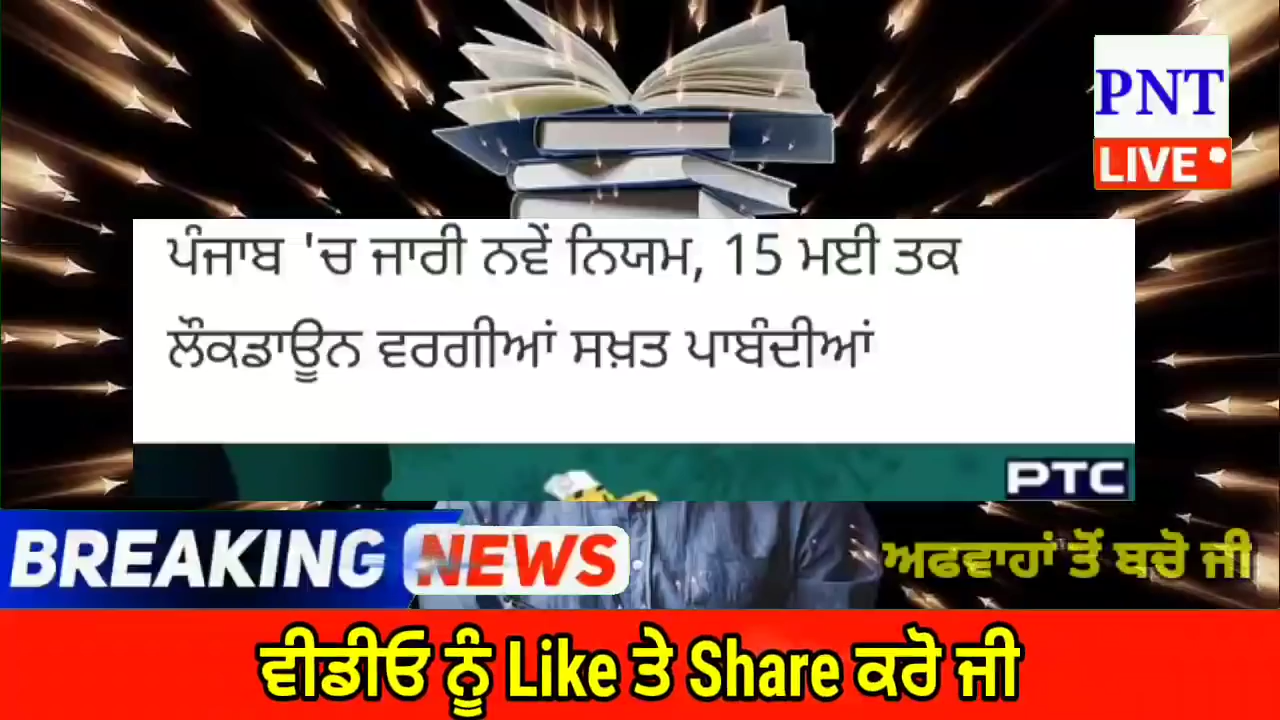 PNT
LIVE
ਪੰਜਾਬ 'ਚ ਜਾਰੀ ਨਵੇਂ ਨਿਯਮ, 15 ਮਈ ਤਕ
ਲੌਕਡਾਊਨ ਵਰਗੀਆਂ ਸਖ਼ਤ ਪਾਬੰਦੀਆਂ
PTC
BREAKING NEWS
ਅਫਵਾਹਾਂ ਤੋਂ ਬਚੋ ਜੀ
ਵੀਡੀਓ ਨੂੰ Like ਤੇ Share ਕਰੋ ਜੀ